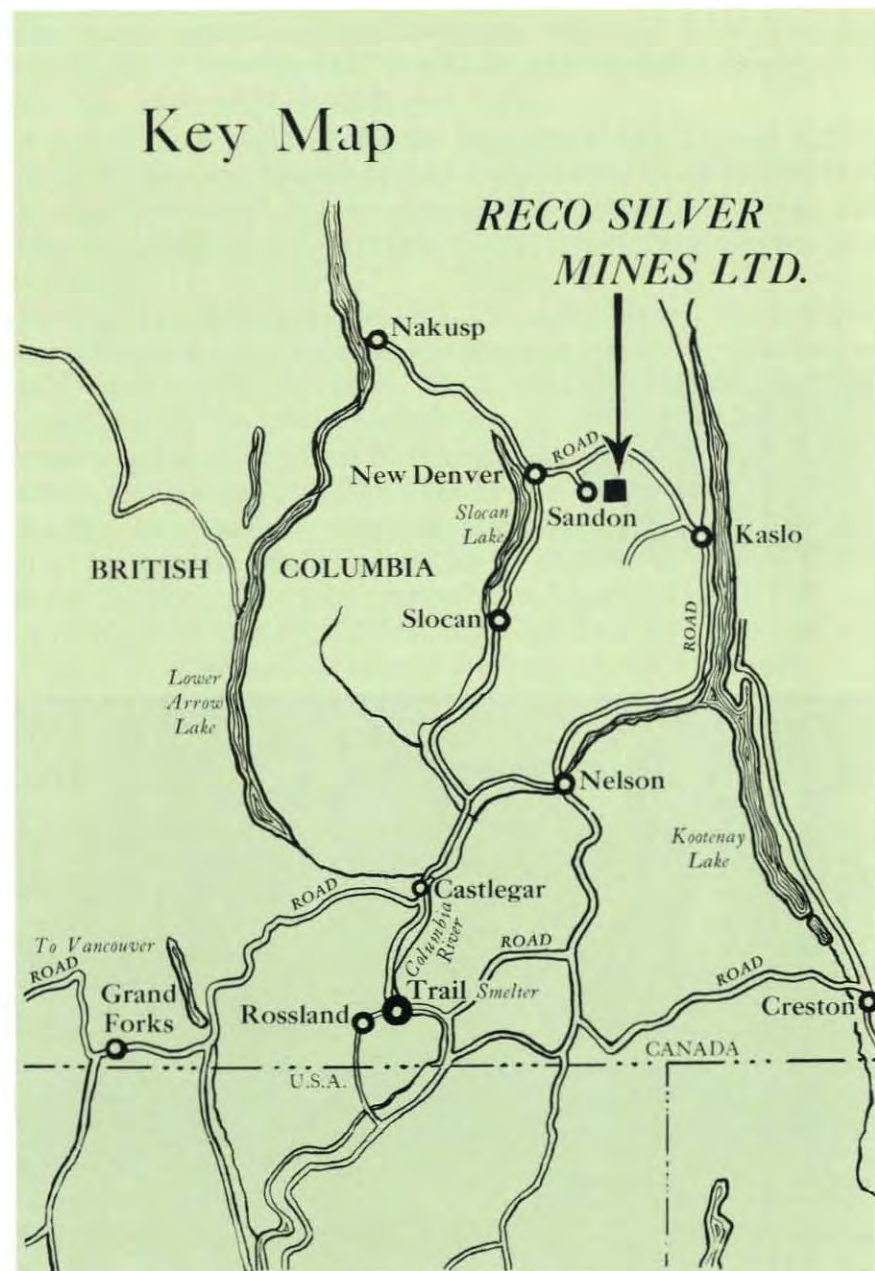 Key Map
RECO SILVER
MINES LTD.
Nakusp
ROAD
New Denver
Slocan
Lake
Sandon
Kaslo
BRITISH COLUMBIA
Slocan
ROAD
Lower
Arrow
Lake
Nelson
Kootenay
Lake
Castlegar
ROAD
Columbia
River
To Vancouver
ROAD
ROAD
ROAD
Grand
Forks
Trail Smelter
Rossland
Creston
CANADA
U.S.A.